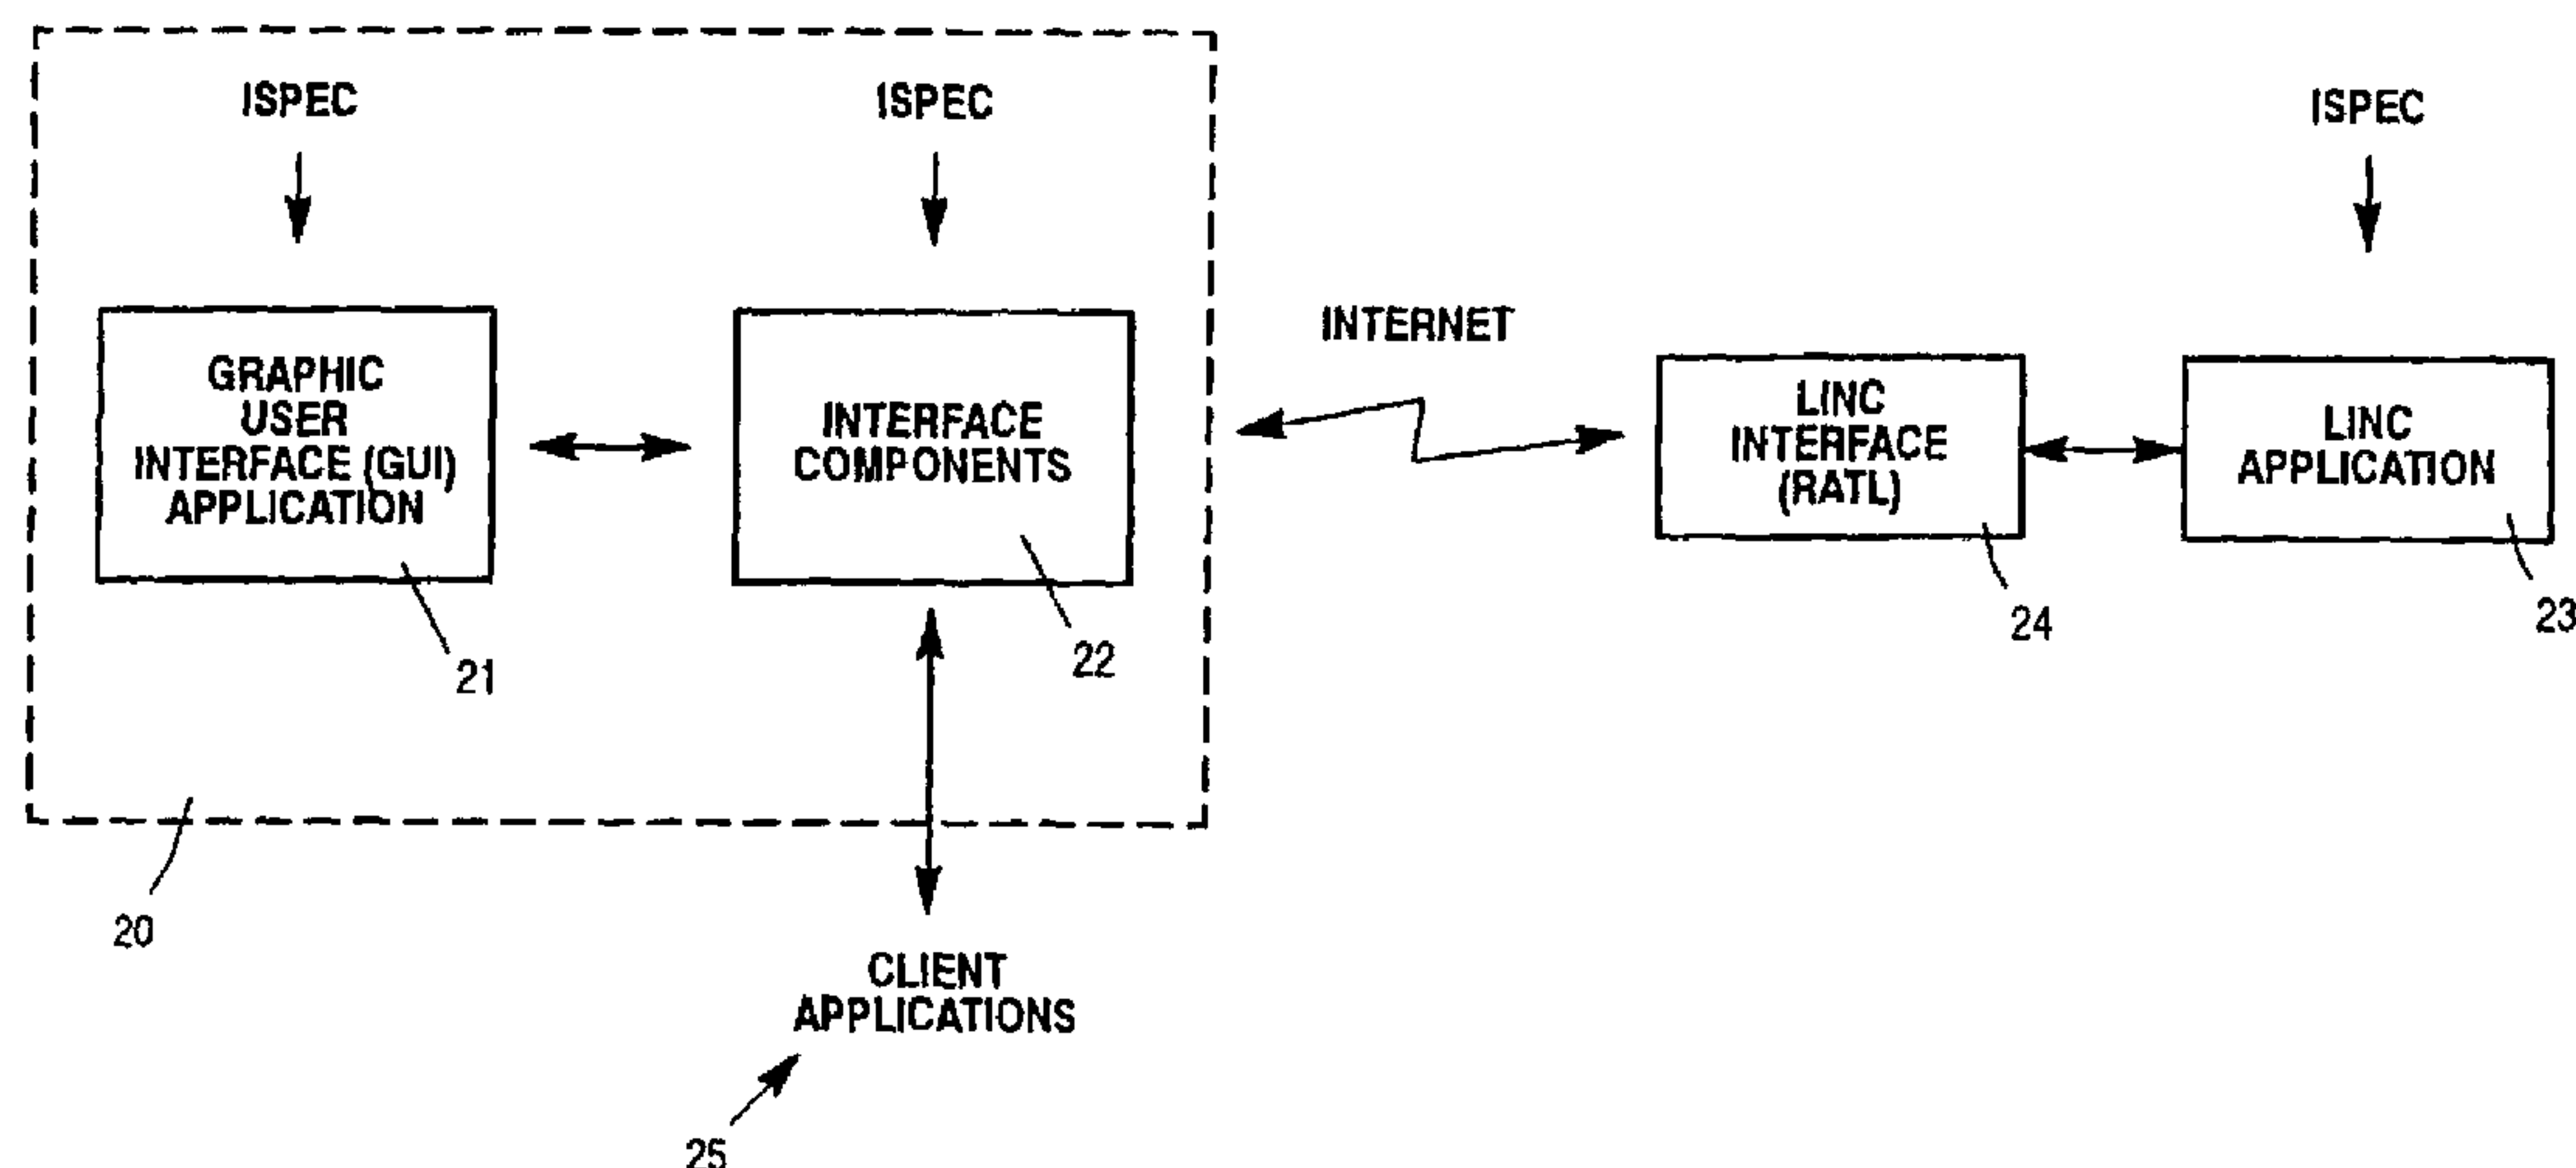 ISPEC
ISPEC
ISPEC
INTERNET
GRAPHIC
USER
INTERFACE (GUI)
APPLICATION
INTERFACE
COMPONENTS
LINC
INTERFACE
(RATL)
LINC
APPLICATION
21
22
24
23
20
CLIENT
APPLICATIONS
25